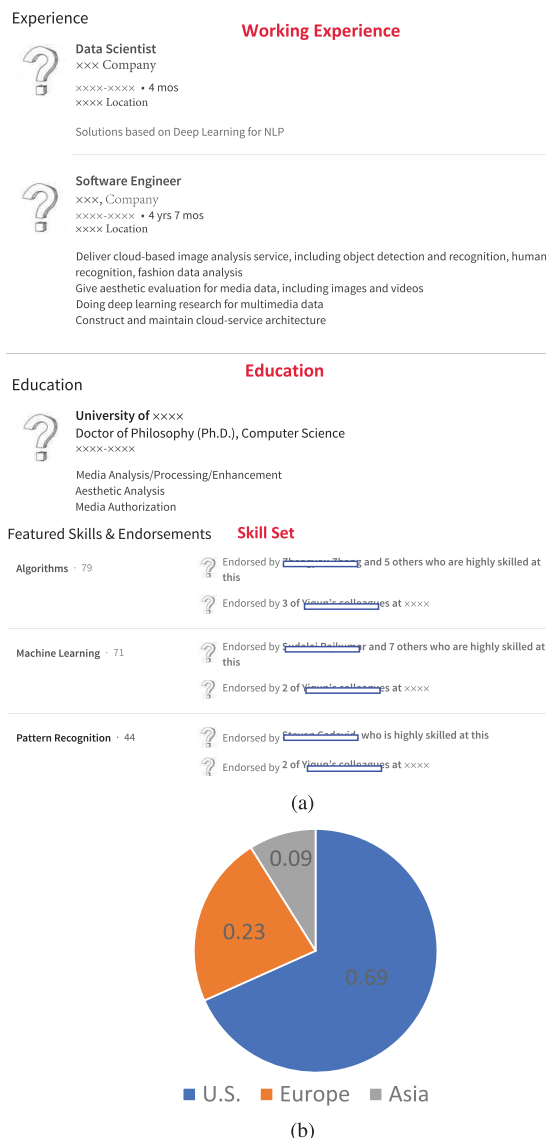 Experience
Working Experience
Data Scientist
××× Company
××××-×××× • 4 mos
×××× Location
Solutions based on Deep Learning for NLP
Software Engineer
×××, Company
××××-×××× • 4 yrs 7 mos
×××× Location
Deliver cloud-based image analysis service, including object detection and recognition, human
recognition, fashion data analysis
Give aesthetic evaluation for media data, including images and videos
Doing deep learning research for multimedia data
Construct and maintain cloud-service architecture
Education
Education
University of ××××
Doctor of Philosophy (Ph.D.), Computer Science
××××-××××
Media Analysis/Processing/Enhancement
Aesthetic Analysis
Media Authorization
Featured Skills & Endorsements
Skill Set
Algorithms · 79
Endorsed by and 5 others who are highly skilled at
this
Endorsed by 3 of at ××××
Machine Learning · 71
Endorsed by and 7 others who are highly skilled at
this
Endorsed by 2 of at ××××
Pattern Recognition · 44
Endorsed by who is highly skilled at this
Endorsed by 2 of at ××××
(a)
0.09
0.23
0.69
U.S. Europe Asia
(b)